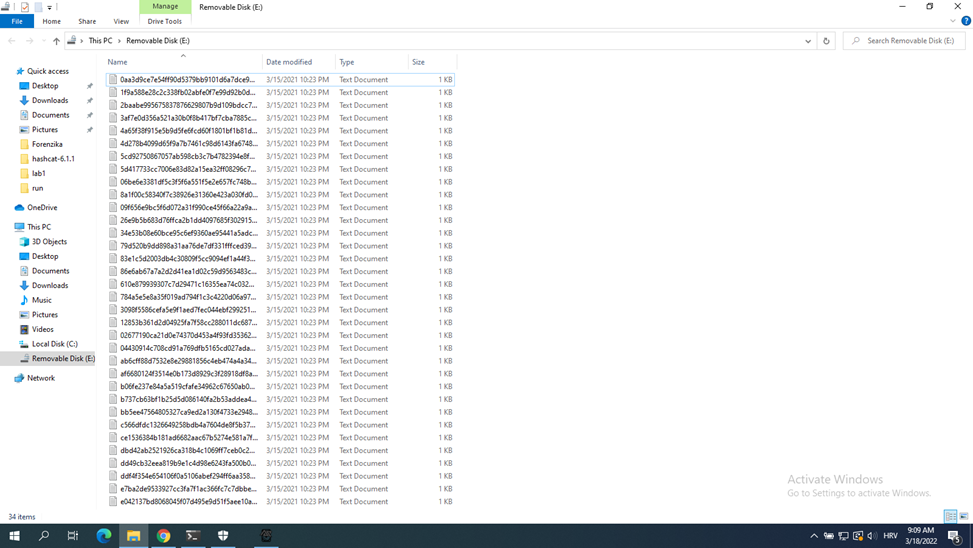 Manage
Removable Disk (E:)
File
Home
Share
View
Drive Tools
This PC
Removable Disk (E:)
Search Removable Disk (E:)
Quick access
Desktop
Downloads
Documents
Pictures
Forenzika
hashcat-6.1.1
lab1
run
OneDrive
This PC
3D Objects
Desktop
Documents
Downloads
Music
Pictures
Videos
Local Disk (C:)
Removable Disk (E:)
Network
Name Date modified Type Size
0aa3d9ce7e54ff90d5379bb9101d6a7dce9... 3/15/2021 10:23 PM Text Document 1 KB
1f9a588e28c2c338fb02abfe0f7e99d92b0d... 3/15/2021 10:23 PM Text Document 1 KB
2baabe995675837876629807b9d109bdcc7... 3/15/2021 10:23 PM Text Document 1 KB
3af7e0d356a521a30b0f8b417bf7cba7885c... 3/15/2021 10:23 PM Text Document 1 KB
4a65f38f915e5b9d5fe6fcd60f1801bf1b81d... 3/15/2021 10:23 PM Text Document 1 KB
4d278b4099d65f9a7b7461c98d6143fa6748... 3/15/2021 10:23 PM Text Document 1 KB
5cd92750867057ab598cb3c7b4782394e8f... 3/15/2021 10:23 PM Text Document 1 KB
5d417733cc7006e83d82a15ea32ff08296c7... 3/15/2021 10:23 PM Text Document 1 KB
06be6e3381df5c3f5f6a551f5e2e657fc748b... 3/15/2021 10:23 PM Text Document 1 KB
8a1f00c58340f7c38926e31360e423a030fd0... 3/15/2021 10:23 PM Text Document 1 KB
09f656e9bc5f6d072a31f990ce45f66a22a9a... 3/15/2021 10:23 PM Text Document 1 KB
26e9b5b683d76ffca2b1dd4097685f302915... 3/15/2021 10:23 PM Text Document 1 KB
34e53b08e60bce95c6ef9360ae95441a5adc... 3/15/2021 10:23 PM Text Document 1 KB
79d520b9dd898a31aa76de7df331fffced39... 3/15/2021 10:23 PM Text Document 1 KB
83e1c5d2003db4c30809f5cc9094ef1a44f3... 3/15/2021 10:23 PM Text Document 1 KB
86e6ab67a7a2d2d41ea1d02c59d9563483c... 3/15/2021 10:23 PM Text Document 1 KB
610e879939307c7d29471c16355ea74c032... 3/15/2021 10:23 PM Text Document 1 KB
784a5e5e8a35f019ad794f1c3c4220d06a97... 3/15/2021 10:23 PM Text Document 1 KB
3098f5586cefa5e9f1aed7fec044ebf299251... 3/15/2021 10:23 PM Text Document 1 KB
12853b361d2d04925fa7f58cc288011dc687... 3/15/2021 10:23 PM Text Document 1 KB
02677190ca21d0e74370d453a4f93fd35362... 3/15/2021 10:23 PM Text Document 1 KB
04430914c708cd91a769dfb5165cd027ada... 3/15/2021 10:23 PM Text Document 1 KB
ab6cff88d7532e8e29881856c4eb474a4a34... 3/15/2021 10:23 PM Text Document 1 KB
af6680124f3514e0b173d8929c3f28918df8a... 3/15/2021 10:23 PM Text Document 1 KB
b06fe237e84a5a519cfafe34962c67650ab0... 3/15/2021 10:23 PM Text Document 1 KB
b737cb63bf1b25d5d086140fa2b53addea4... 3/15/2021 10:23 PM Text Document 1 KB
bb5ee47564805327ca9ed2a130f4733e2948... 3/15/2021 10:23 PM Text Document 1 KB
c566dfdc1326649258bdb4a7604de8f5b37... 3/15/2021 10:23 PM Text Document 1 KB
ce1536384b181ad6682aac67b5274e581a7f... 3/15/2021 10:23 PM Text Document 1 KB
dbd42ab2521926ca318b4c1069ff7ceb0c2... 3/15/2021 10:23 PM Text Document 1 KB
dd49cb32eea819b9e1c4d98e6243fa500b0... 3/15/2021 10:23 PM Text Document 1 KB
ddf4f354e654106f0a5106abef294ff6aa358... 3/15/2021 10:23 PM Text Document 1 KB
e7ba2de9533927cc3fa7f1ac366fc7c7dbbe... 3/15/2021 10:23 PM Text Document 1 KB
e042137bd8068045f07d495e9d51f5aee10a... 3/15/2021 10:23 PM Text Document 1 KB
Activate Windows
Go to Settings to activate Windows.
34 items
HRV
9:09 AM
3/18/2022
5